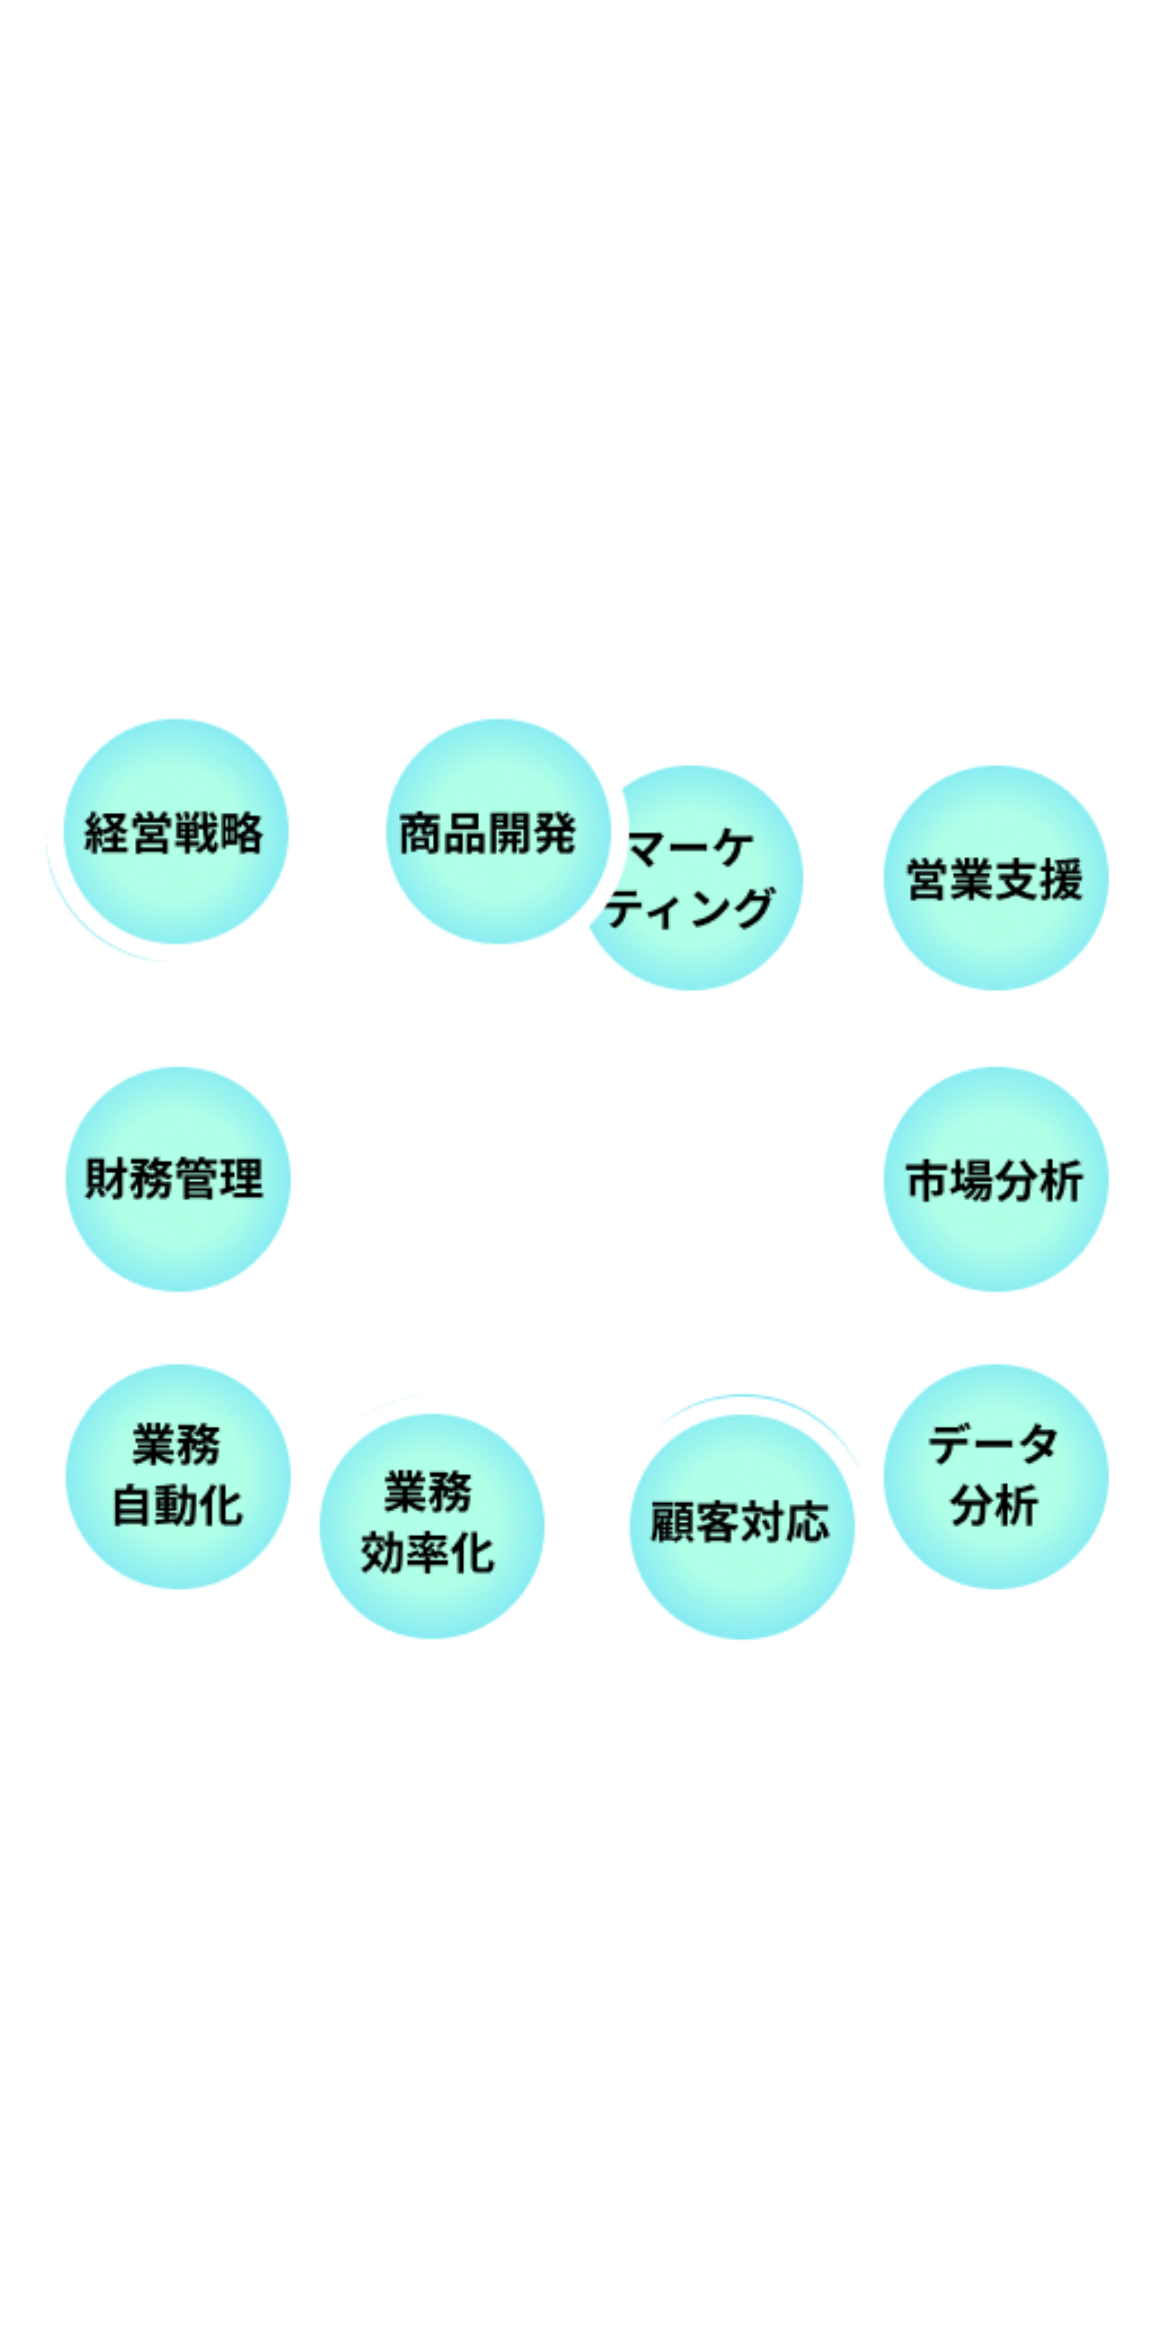 経営戦略
商品開発
マーケ
ティング
営業支援
財務管理
市場分析
業務
自動化
業務
効率化
顧客対応
データ
分析